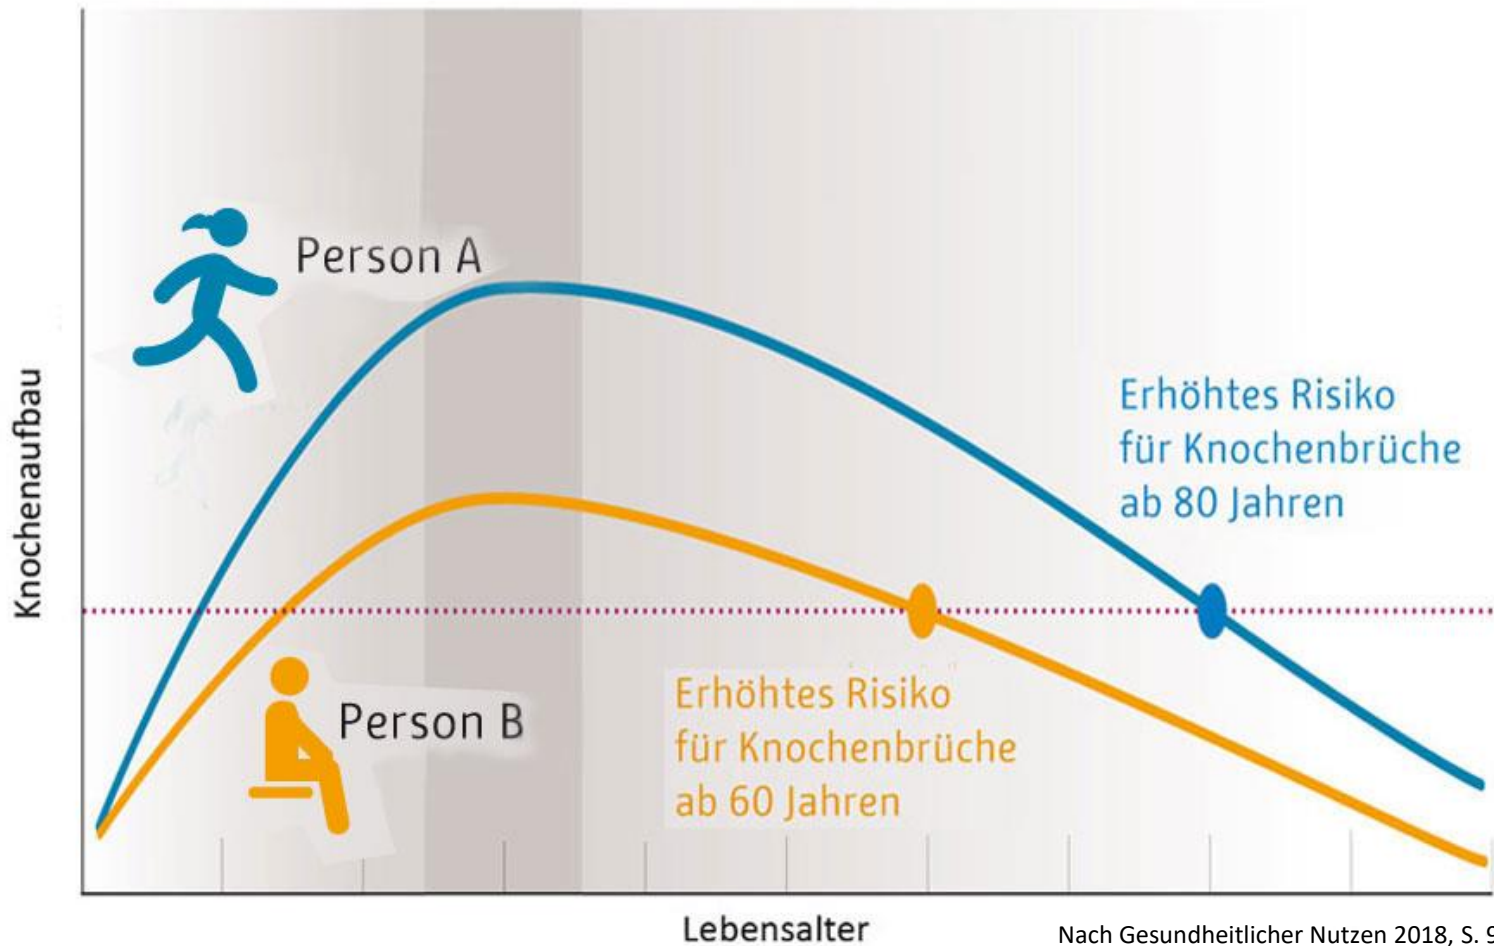 Person A
Erhöhtes Risiko
für Knochenbrüche
ab 80 Jahren
Knochenaufbau
Person B
Erhöhtes Risiko
für Knochenbrüche
ab 60 Jahren
Lebensalter
Nach Gesundheitlicher Nutzen 2018, S. 9